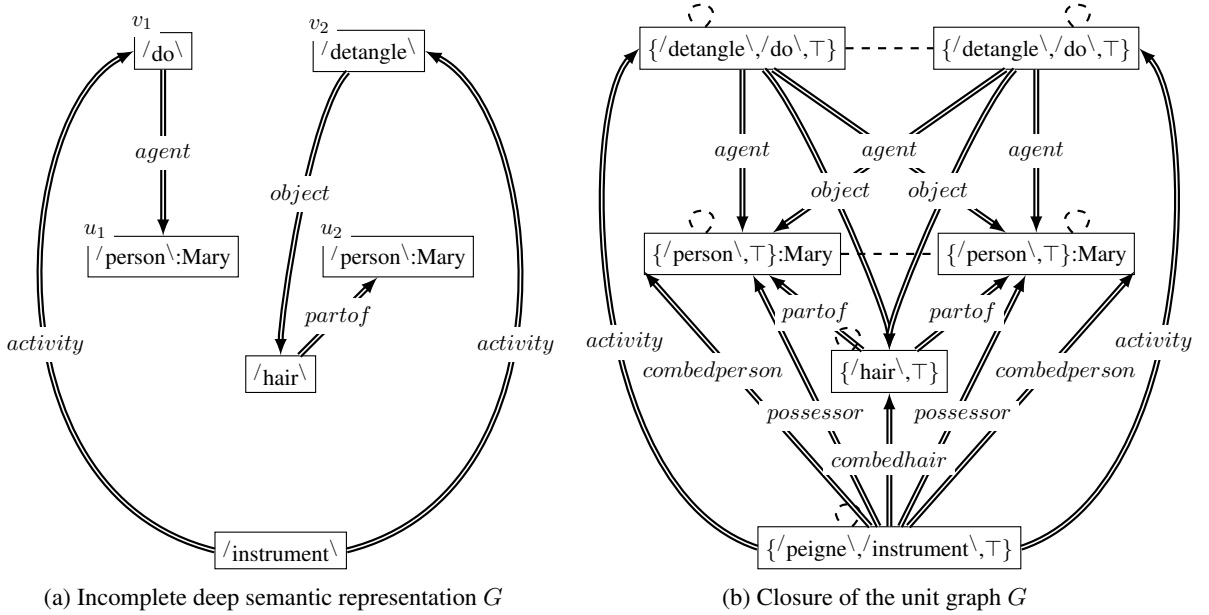 v₁
/do\
v₂
/detangle\
agent
object
u₁
/person\:Mary
u₂
/person\:Mary
partof
activity
activity
/hair\
/instrument\
(a) Incomplete deep semantic representation G
{/detangle\,/do\,⊤}
{/detangle\,/do\,⊤}
agent
agent
agent
object
object
{/person\,⊤}:Mary
{/person\,⊤}:Mary
partof
partof
activity
activity
combedperson
{/hair\,⊤}
combedperson
possessor
possessor
combedhair
{/peigne\,/instrument\,⊤}
(b) Closure of the unit graph G